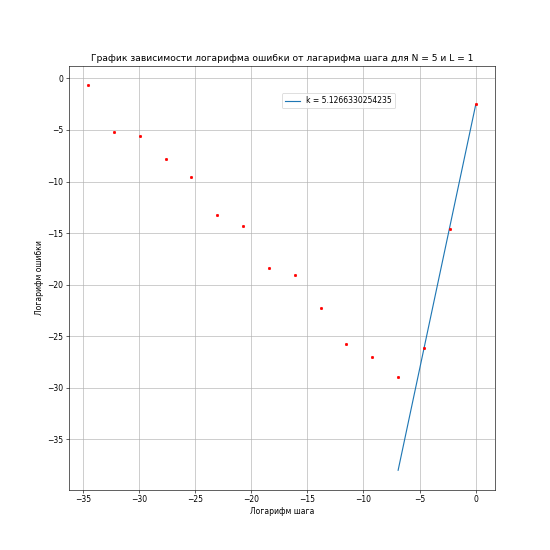 График зависимости логарифма ошибки от лагарифма шага для N = 5 и L = 1
k = 5.1266330254235
0
−5
−10
−15
−20
−25
−30
−35
Логарифм ошибки
−35 −30 −25 −20 −15 −10 −5 0
Логарифм шага